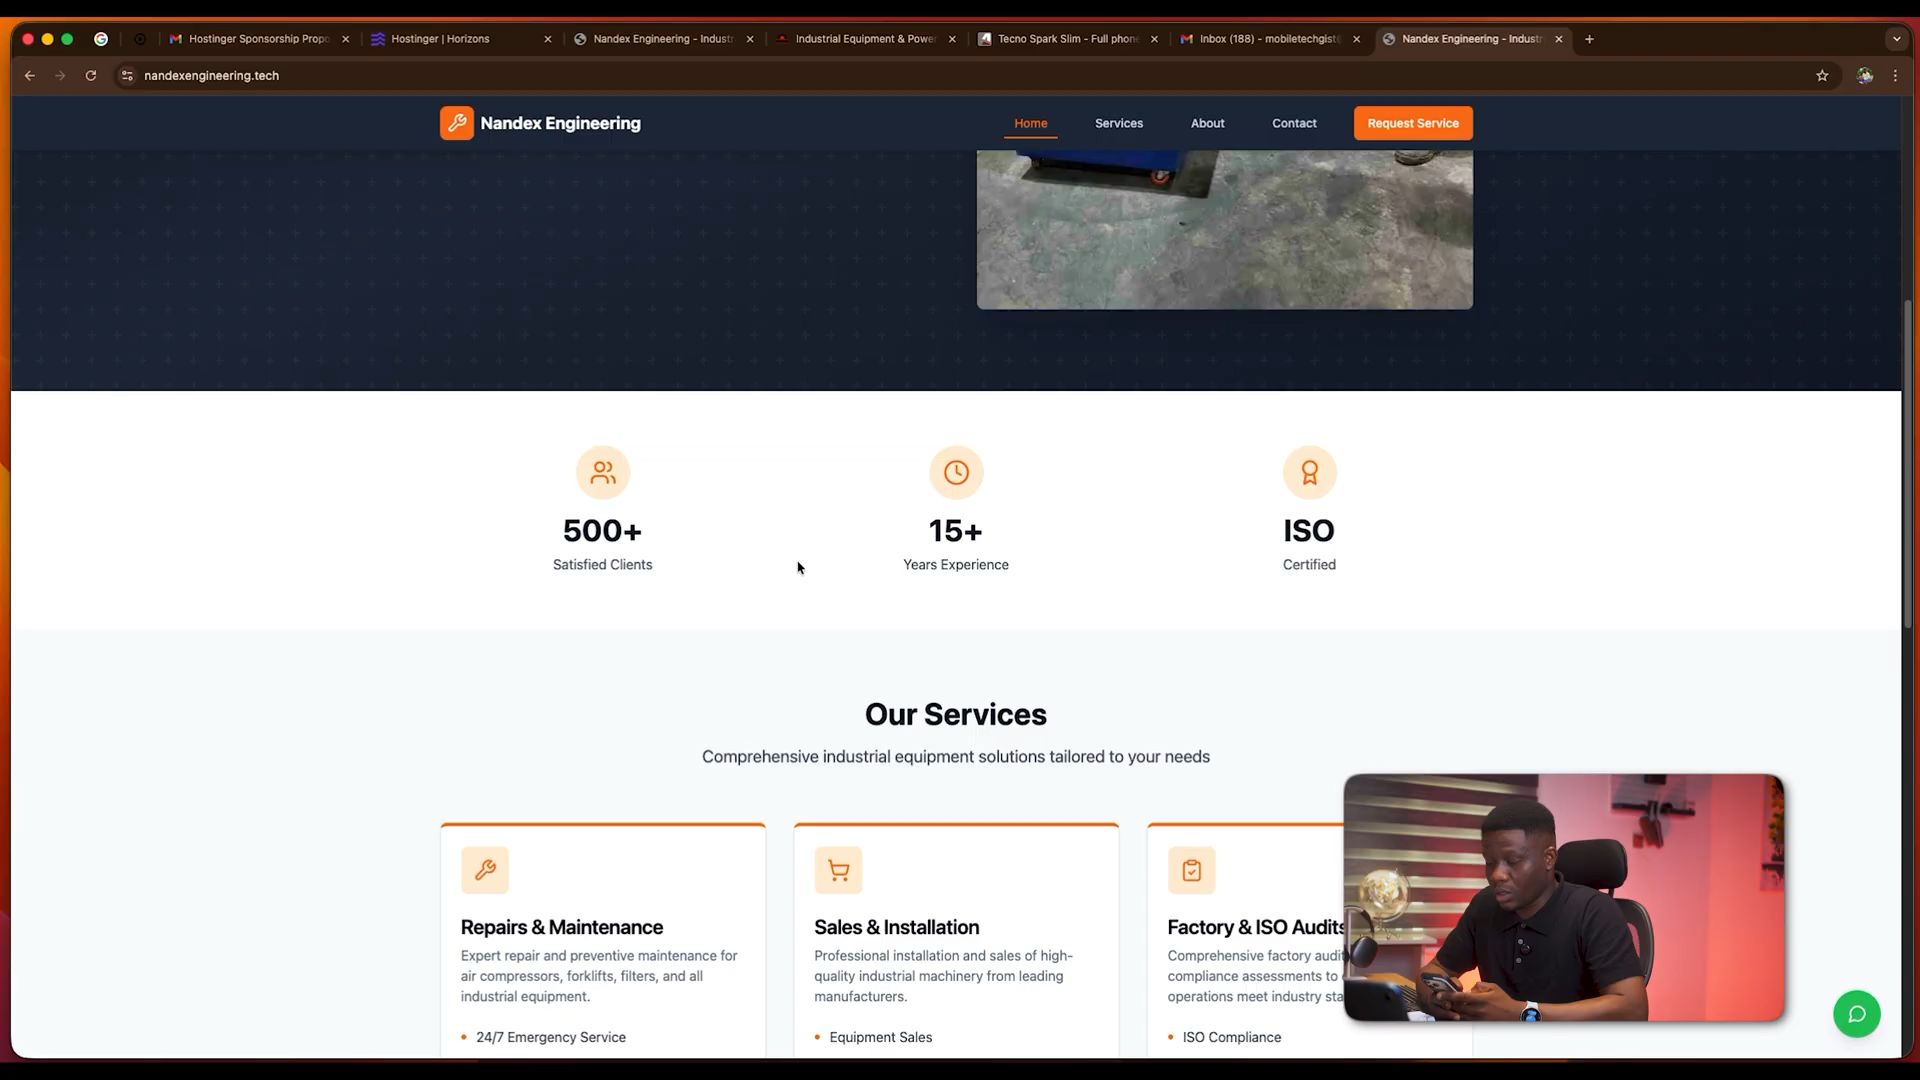 Hostinger Sponsorship Propo
Hostinger | Horizons
Nandex Engineering - Indust
Industrial Equipment & Power
Tecno Spark Slim - Full phone
Inbox (188) - mobiletechgist
Nandex Engineering - Indust
nandexengineering.tech
Nandex Engineering
Home
Services
About
Contact
Request Service
500+
Satisfied Clients
15+
Years Experience
ISO
Certified
Our Services
Comprehensive industrial equipment solutions tailored to your needs
Repairs & Maintenance
Expert repair and preventive maintenance for
air compressors, forklifts, filters, and all
industrial equipment.
• 24/7 Emergency Service
Sales & Installation
Professional installation and sales of high-
quality industrial machinery from leading
manufacturers.
• Equipment Sales
Factory & ISO Audits
Comprehensive factory audi
compliance assessments to
operations meet industry sta
• ISO Compliance